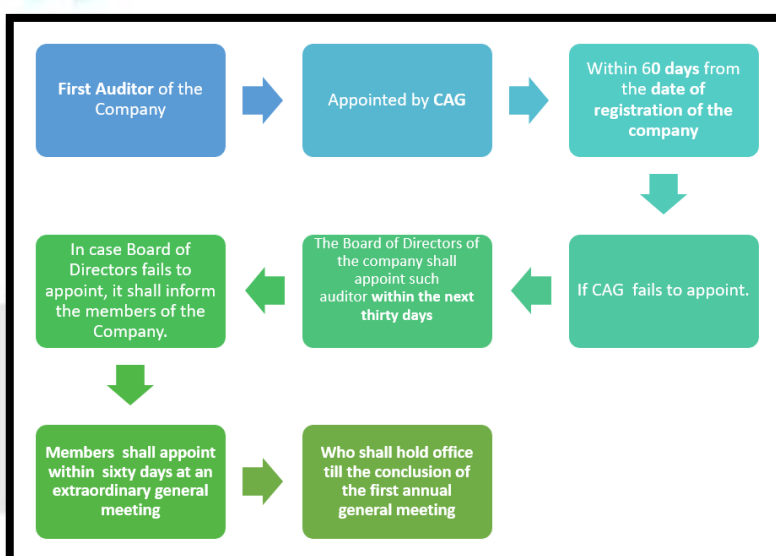 First Auditor of the
Company
Appointed by CAG
Within 60 days from
the date of
registration of the
company
If CAG  fails to appoint.
The Board of Directors of
the company shall
appoint such
auditor within the next
thirty days
In case Board of
Directors fails to
appoint, it shall inform
the members of the
Company.
Members  shall appoint
within  sixty days at an
extraordinary general
meeting
Who shall hold office
till the conclusion of
the first annual
general meeting